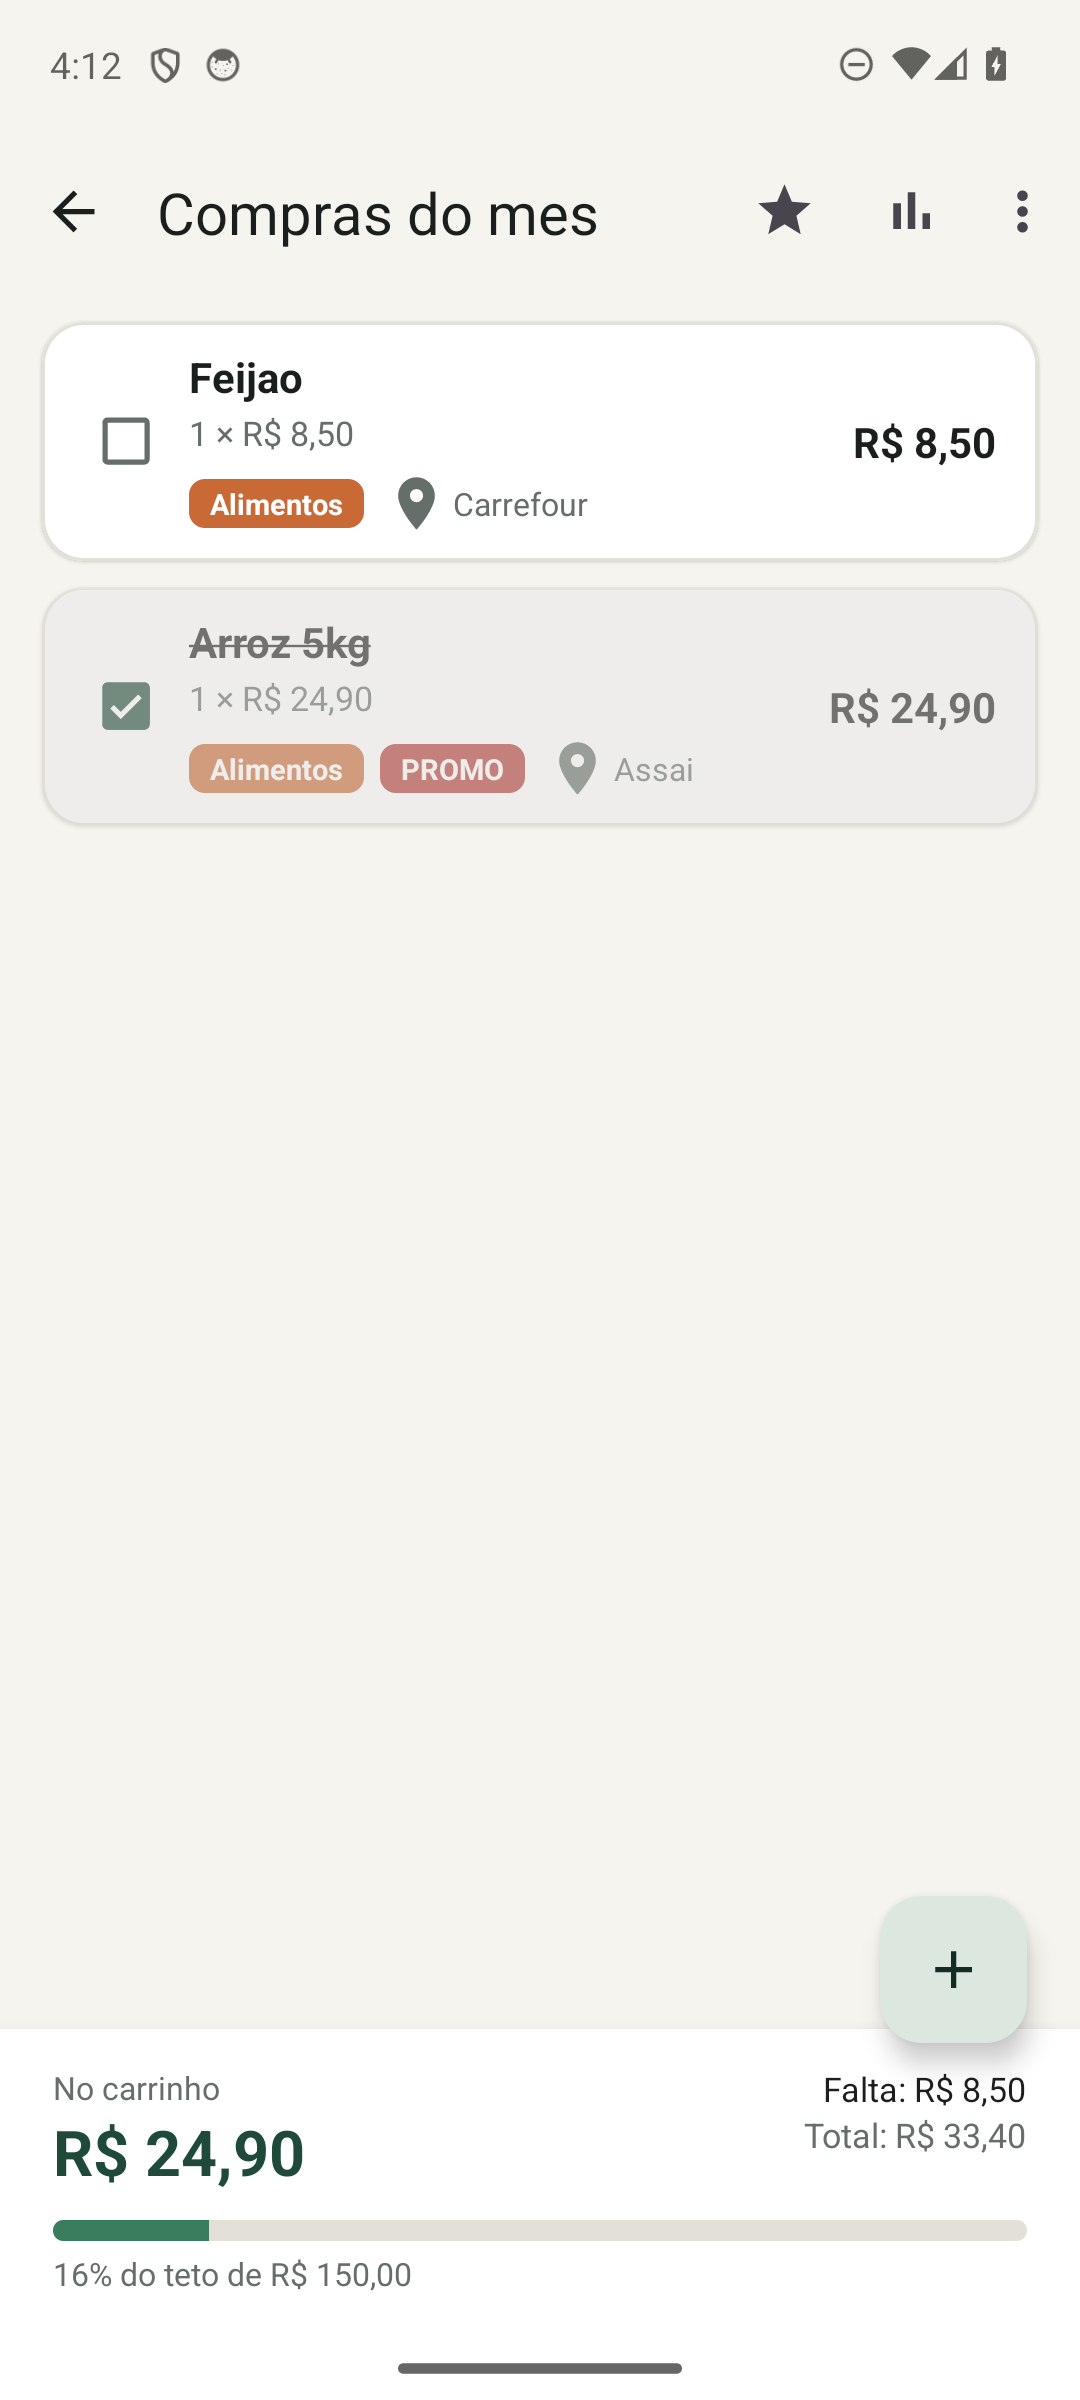 4:12
Compras do mes
Feijao
1 × R$ 8,50
R$ 8,50
Alimentos Carrefour
Arroz 5kg
1 × R$ 24,90
R$ 24,90
Alimentos PROMO Assai
No carrinho
R$ 24,90
Falta: R$ 8,50
Total: R$ 33,40
16% do teto de R$ 150,00